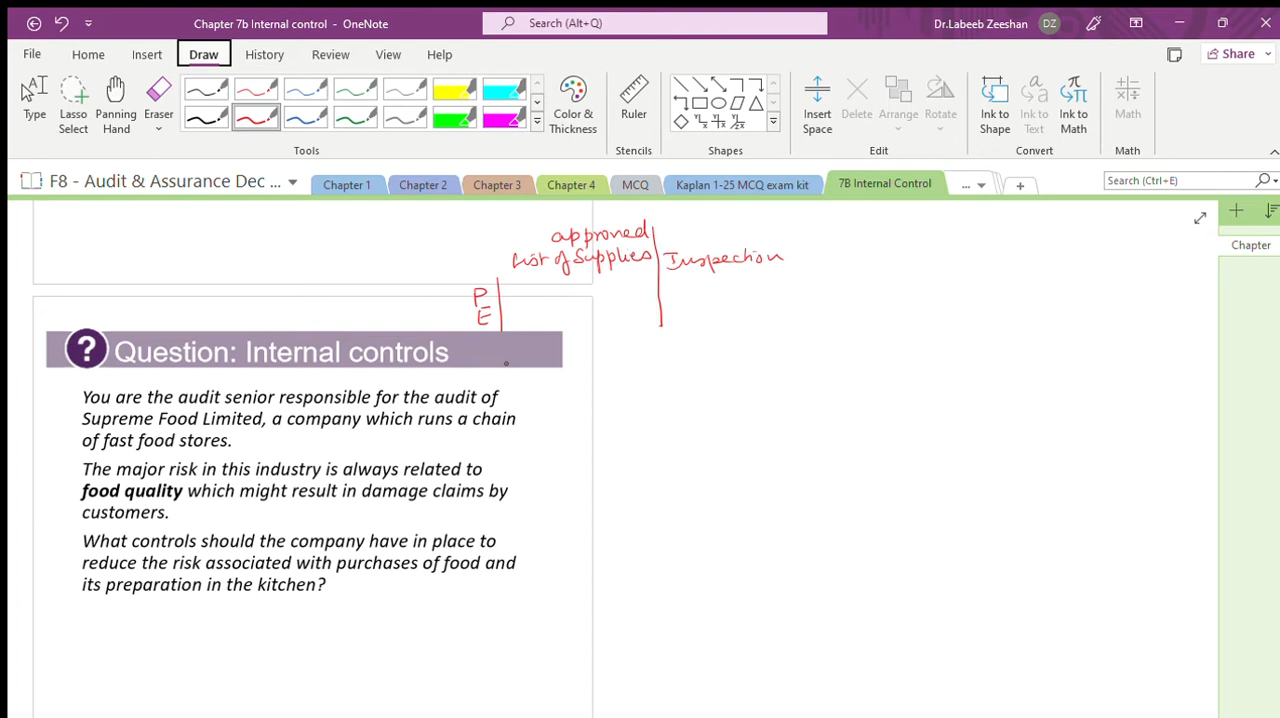 Chapter 7b Internal control - OneNote
Search (Alt+Q)
Dr.Labeeb Zeeshan
DZ
File
Home
Insert
Draw
History
Review
View
Help
Share
Type
Lasso Select
Panning Hand
Eraser
Color & Thickness
Ruler
Insert Space
Delete
Arrange
Rotate
Ink to Shape
Ink to Text
Ink to Math
Math
Tools
Stencils
Shapes
Edit
Convert
Math
F8 - Audit & Assurance Dec ...
Chapter 1
Chapter 2
Chapter 3
Chapter 4
MCQ
Kaplan 1-25 MCQ exam kit
7B Internal Control
...
Search (Ctrl+E)
Chapter
approved
List of Supplies
Inspection
P
E
? Question: Internal controls
You are the audit senior responsible for the audit of
Supreme Food Limited, a company which runs a chain
of fast food stores.
The major risk in this industry is always related to
food quality which might result in damage claims by
customers.
What controls should the company have in place to
reduce the risk associated with purchases of food and
its preparation in the kitchen?